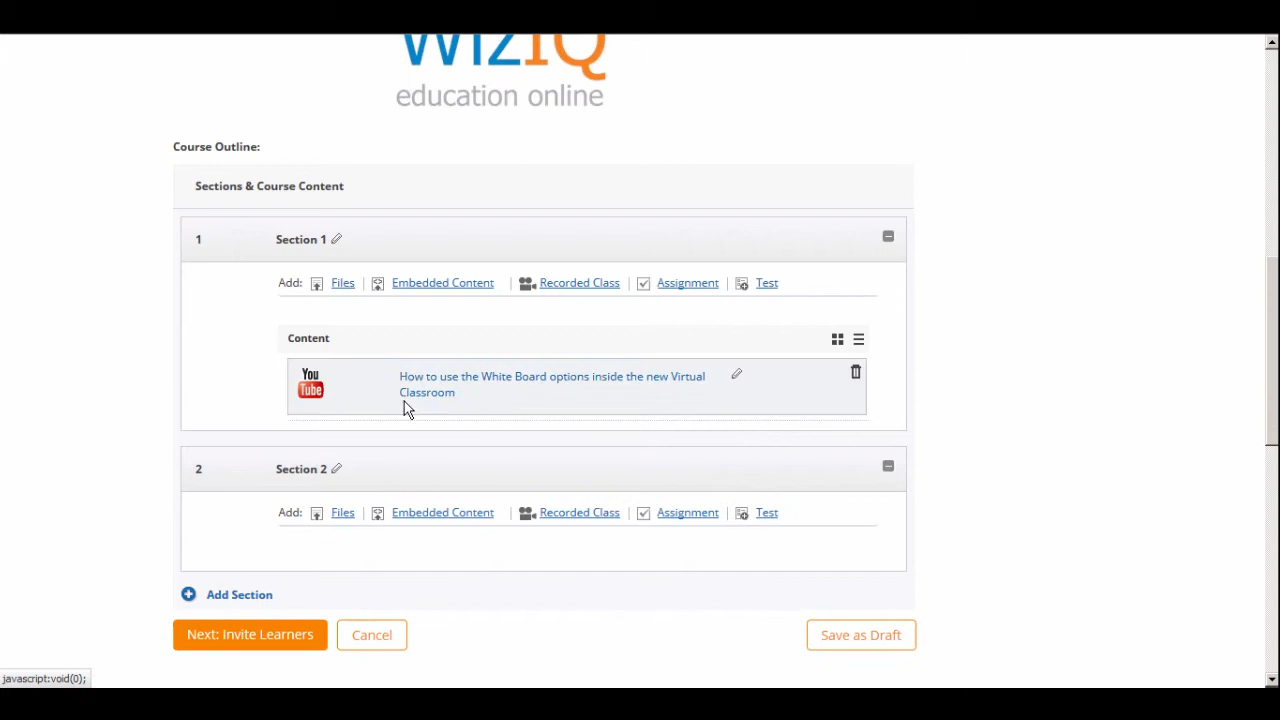 WizIQ
education online
Course Outline:
Sections & Course Content
1 Section 1
Add: Files | Embedded Content | Recorded Class | Assignment | Test
Content
You Tube How to use the White Board options inside the new Virtual
Classroom
2 Section 2
Add: Files | Embedded Content | Recorded Class | Assignment | Test
Add Section
Next: Invite Learners Cancel Save as Draft
javascript:void(0);